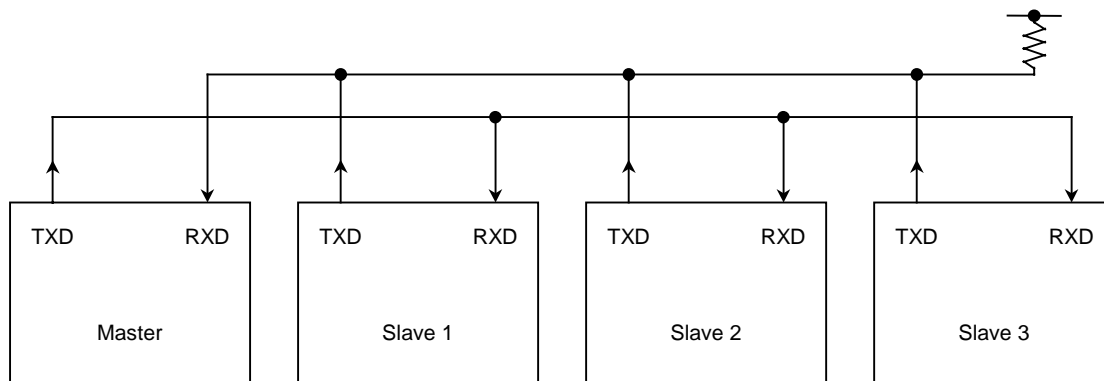 TXD RXD TXD RXD TXD RXD TXD RXD
Master Slave 1 Slave 2 Slave 3